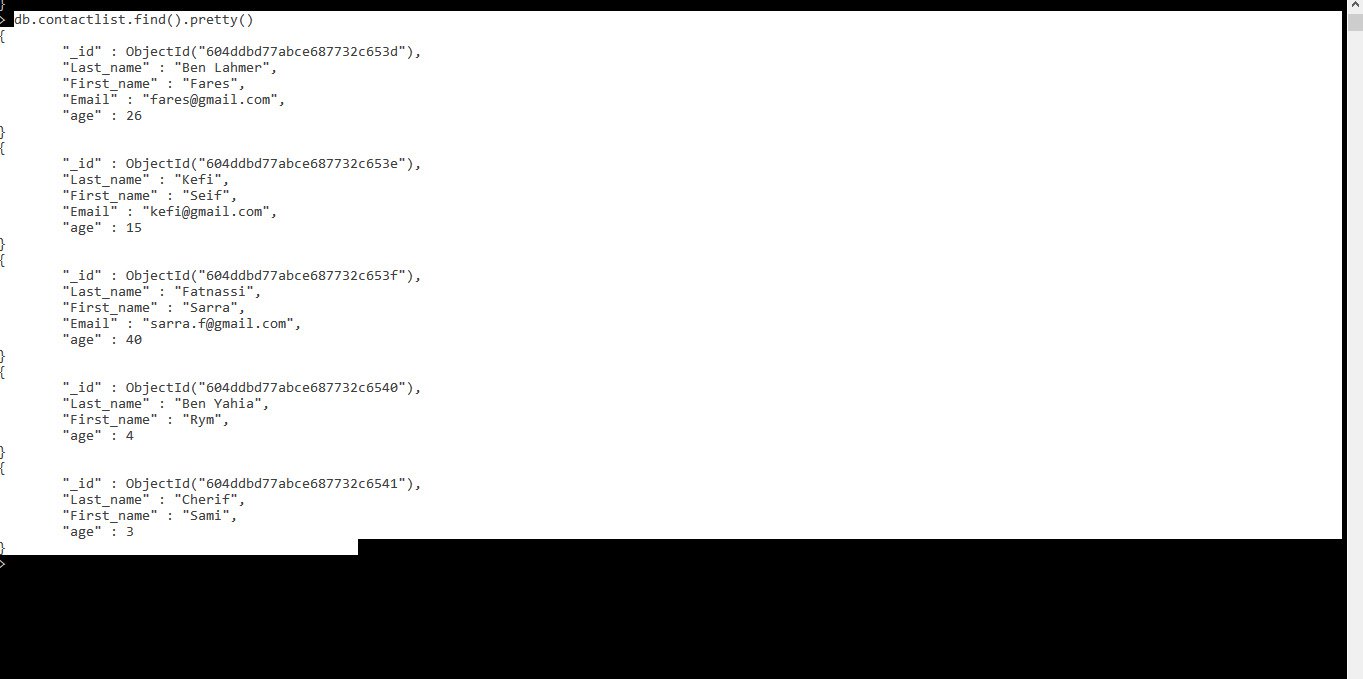 }
> db.contactlist.find().pretty()
{
        "_id" : ObjectId("604ddbd77abce687732c653d"),
        "Last_name" : "Ben Lahmer",
        "First_name" : "Fares",
        "Email" : "fares@gmail.com",
        "age" : 26
}
{
        "_id" : ObjectId("604ddbd77abce687732c653e"),
        "Last_name" : "Kefi",
        "First_name" : "Seif",
        "Email" : "kefi@gmail.com",
        "age" : 15
}
{
        "_id" : ObjectId("604ddbd77abce687732c653f"),
        "Last_name" : "Fatnassi",
        "First_name" : "Sarra",
        "Email" : "sarra.f@gmail.com",
        "age" : 40
}
{
        "_id" : ObjectId("604ddbd77abce687732c6540"),
        "Last_name" : "Ben Yahia",
        "First_name" : "Rym",
        "age" : 4
}
{
        "_id" : ObjectId("604ddbd77abce687732c6541"),
        "Last_name" : "Cherif",
        "First_name" : "Sami",
        "age" : 3
}
>